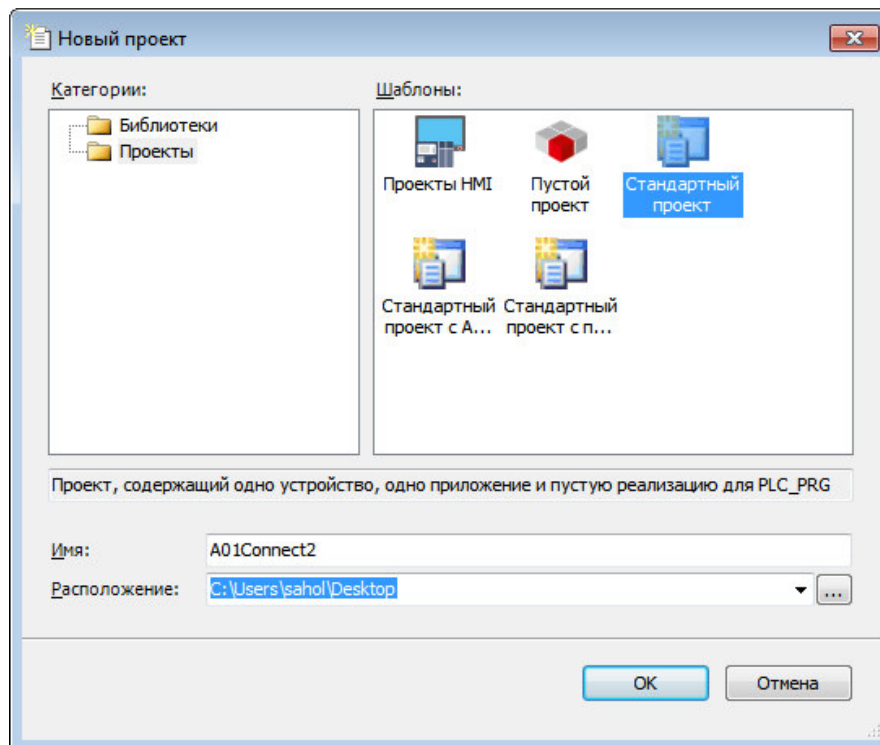 Новый проект
Категории:
Шаблоны:
Библиотеки
Проекты
Проекты HMI
Пустой
проект
Стандартный
проект
Стандартный
проект с А...
Стандартный
проект с п...
Проект, содержащий одно устройство, одно приложение и пустую реализацию для PLC_PRG
Имя:
A01Connect2
Расположение:
C:\Users\sahol\Desktop
...
OK
Отмена